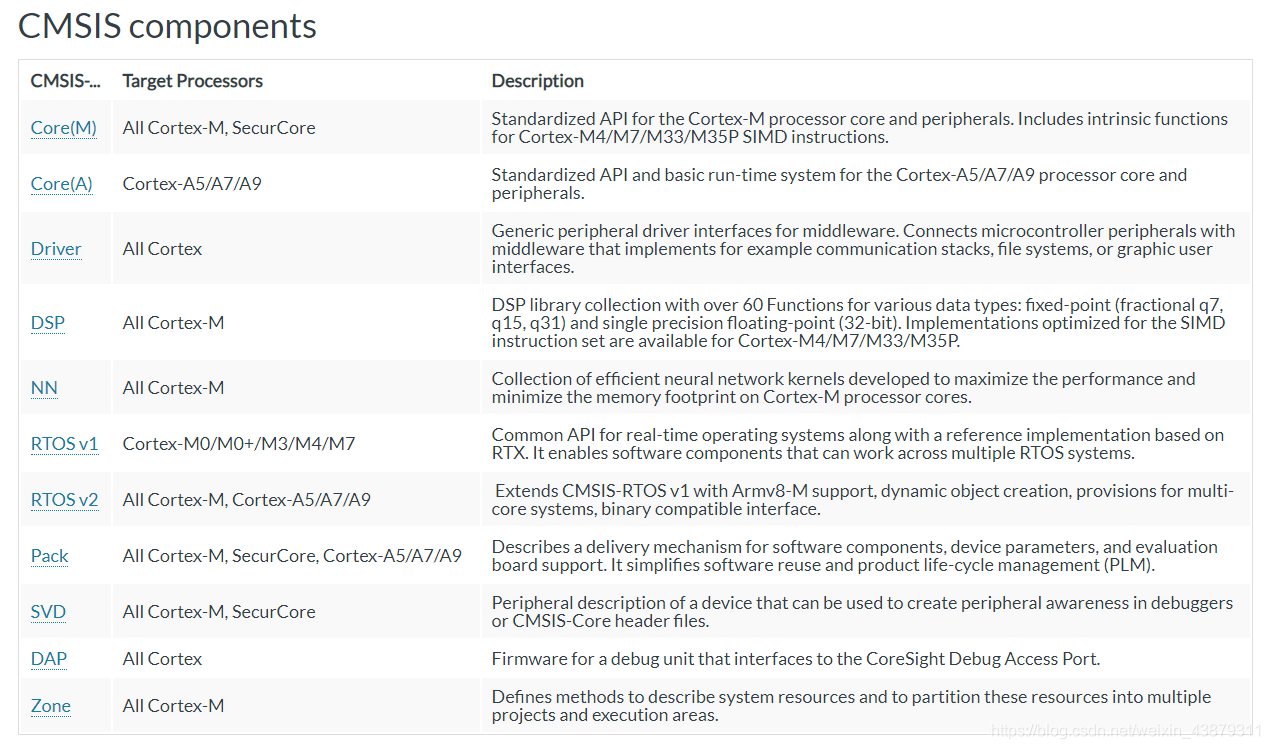 CMSIS components
CMSIS-... Target Processors Description
Core(M) All Cortex-M, SecurCore
Standardized API for the Cortex-M processor core and peripherals. Includes intrinsic functions
for Cortex-M4/M7/M33/M35P SIMD instructions.
Core(A) Cortex-A5/A7/A9
Standardized API and basic run-time system for the Cortex-A5/A7/A9 processor core and
peripherals.
Driver All Cortex
Generic peripheral driver interfaces for middleware. Connects microcontroller peripherals with
middleware that implements for example communication stacks, file systems, or graphic user
interfaces.
DSP All Cortex-M
DSP library collection with over 60 Functions for various data types: fixed-point (fractional q7,
q15, q31) and single precision floating-point (32-bit). Implementations optimized for the SIMD
instruction set are available for Cortex-M4/M7/M33/M35P.
NN All Cortex-M
Collection of efficient neural network kernels developed to maximize the performance and
minimize the memory footprint on Cortex-M processor cores.
RTOS v1 Cortex-M0/M0+/M3/M4/M7
Common API for real-time operating systems along with a reference implementation based on
RTX. It enables software components that can work across multiple RTOS systems.
RTOS v2 All Cortex-M, Cortex-A5/A7/A9
Extends CMSIS-RTOS v1 with Armv8-M support, dynamic object creation, provisions for multi-
core systems, binary compatible interface.
Pack All Cortex-M, SecurCore, Cortex-A5/A7/A9
Describes a delivery mechanism for software components, device parameters, and evaluation
board support. It simplifies software reuse and product life-cycle management (PLM).
SVD All Cortex-M, SecurCore
Peripheral description of a device that can be used to create peripheral awareness in debuggers
or CMSIS-Core header files.
DAP All Cortex Firmware for a debug unit that interfaces to the CoreSight Debug Access Port.
Zone All Cortex-M
Defines methods to describe system resources and to partition these resources into multiple
projects and execution areas.
https://blog.csdn.net/weixin_43879311